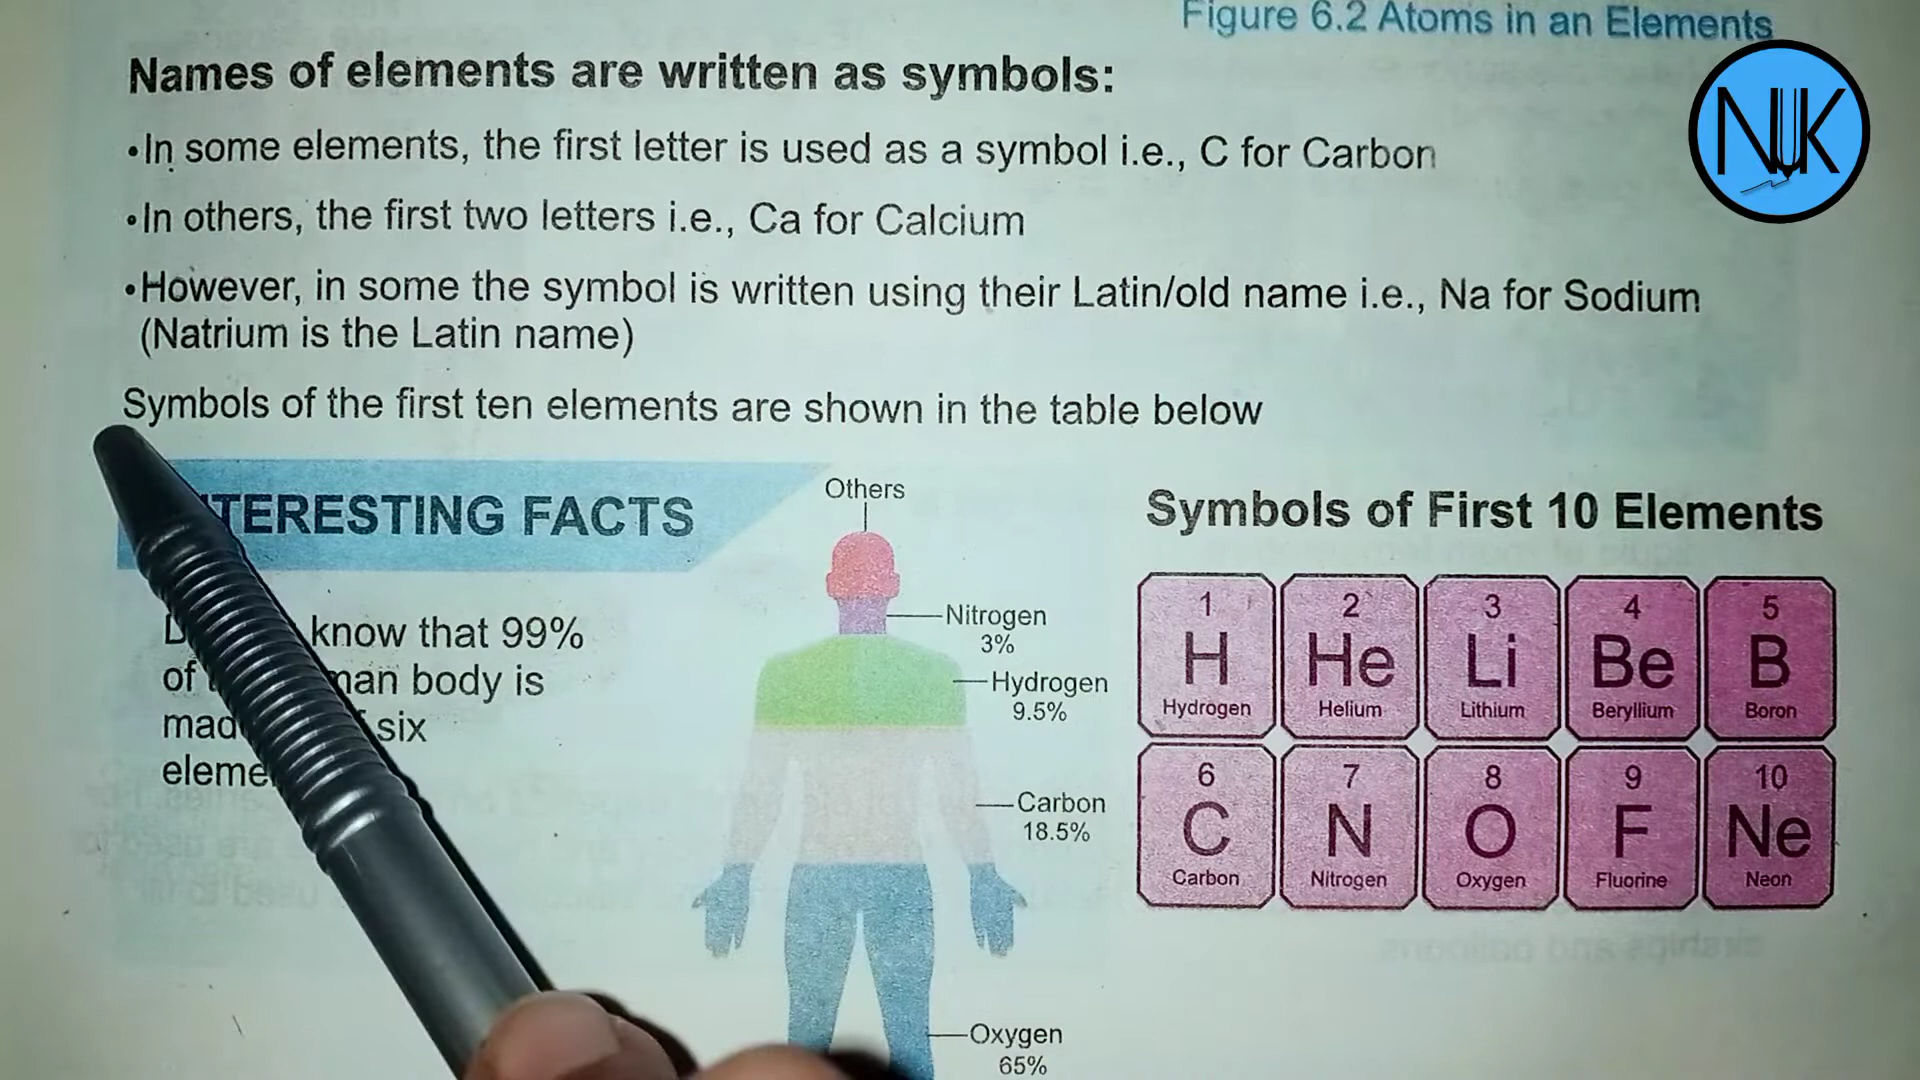 Figure 6.2 Atoms in an Elements
NUK
Names of elements are written as symbols:
•In some elements, the first letter is used as a symbol i.e., C for Carbon
•In others, the first two letters i.e., Ca for Calcium
•However, in some the symbol is written using their Latin/old name i.e., Na for Sodium
(Natrium is the Latin name)
Symbols of the first ten elements are shown in the table below
TERESTING FACTS
know that 99%
of man body is
mad six
eleme
Others
Nitrogen
3%
Hydrogen
9.5%
Carbon
18.5%
Oxygen
65%
Symbols of First 10 Elements
1 2 3 4 5
H He Li Be B
Hydrogen Helium Lithium Beryllium Boron
6 7 8 9 10
C N O F Ne
Carbon Nitrogen Oxygen Fluorine Neon